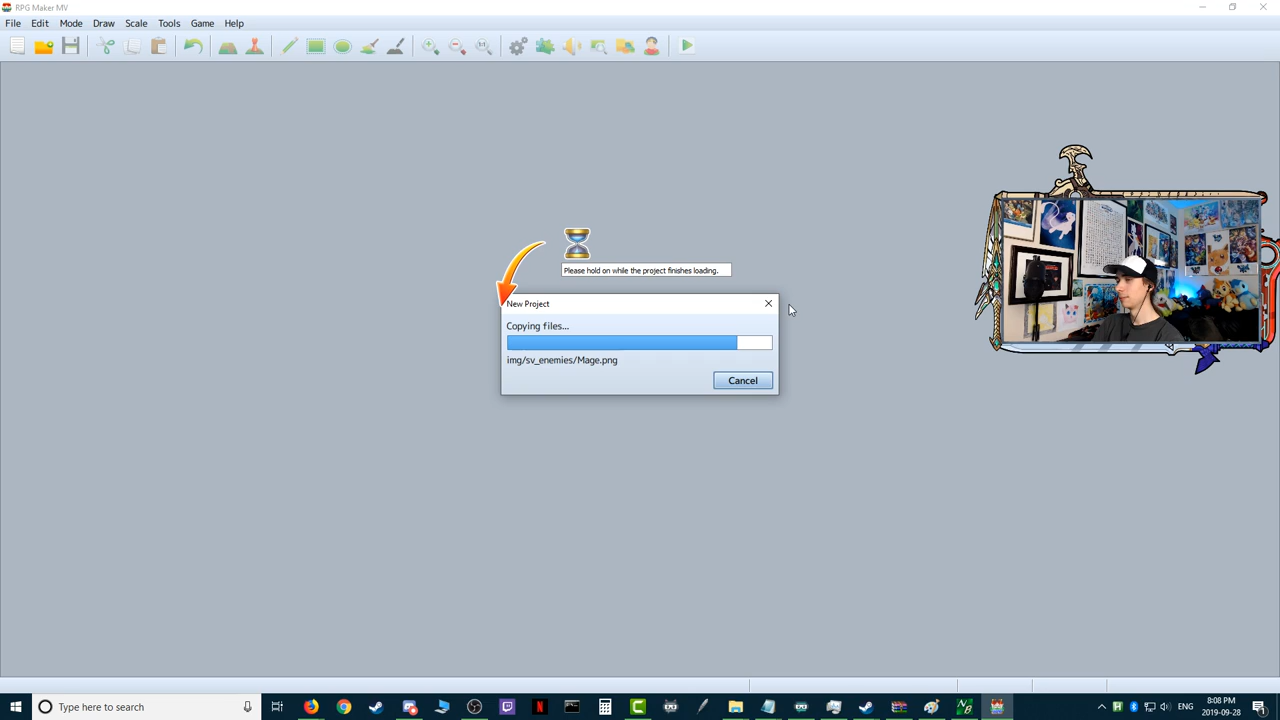 RPG Maker MV
File Edit Mode Draw Scale Tools Game Help
1:1
Please hold on while the project finishes loading.
New Project
Copying files...
img/sv_enemies/Mage.png
Cancel
Type here to search
ENG
8:08 PM
2019-09-28